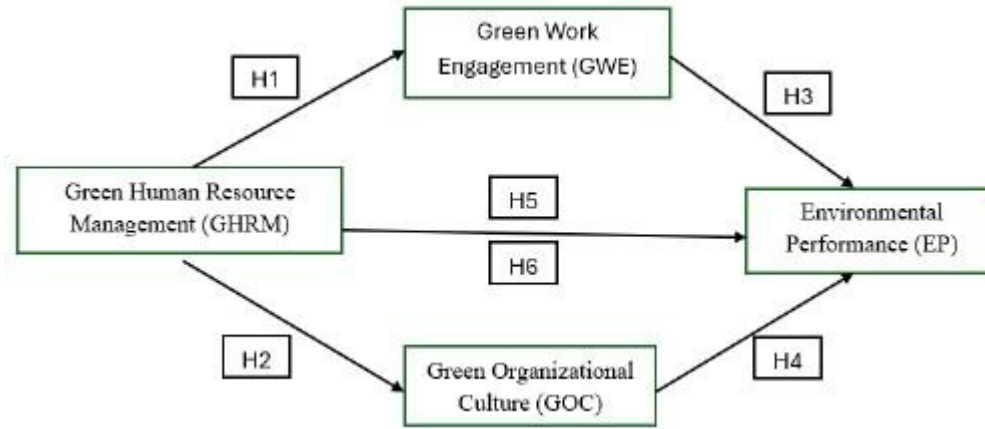 Green Work
Engagement (GWE)
H1
H3
Green Human Resource
Management (GHRM)
H5
H6
Environmental
Performance (EP)
H2
Green Organizational
Culture (GOC)
H4